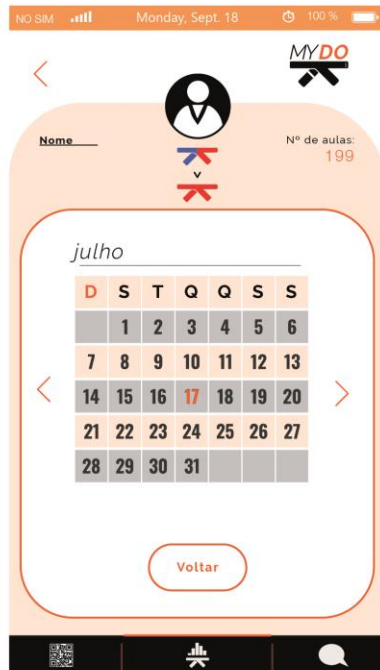 NO SIM Monday, Sept. 18 100 %
MYDO
Nome
Nº de aulas:
199
julho
D S T Q Q S S
1 2 3 4 5 6
7 8 9 10 11 12 13
14 15 16 17 18 19 20
21 22 23 24 25 26 27
28 29 30 31
Voltar